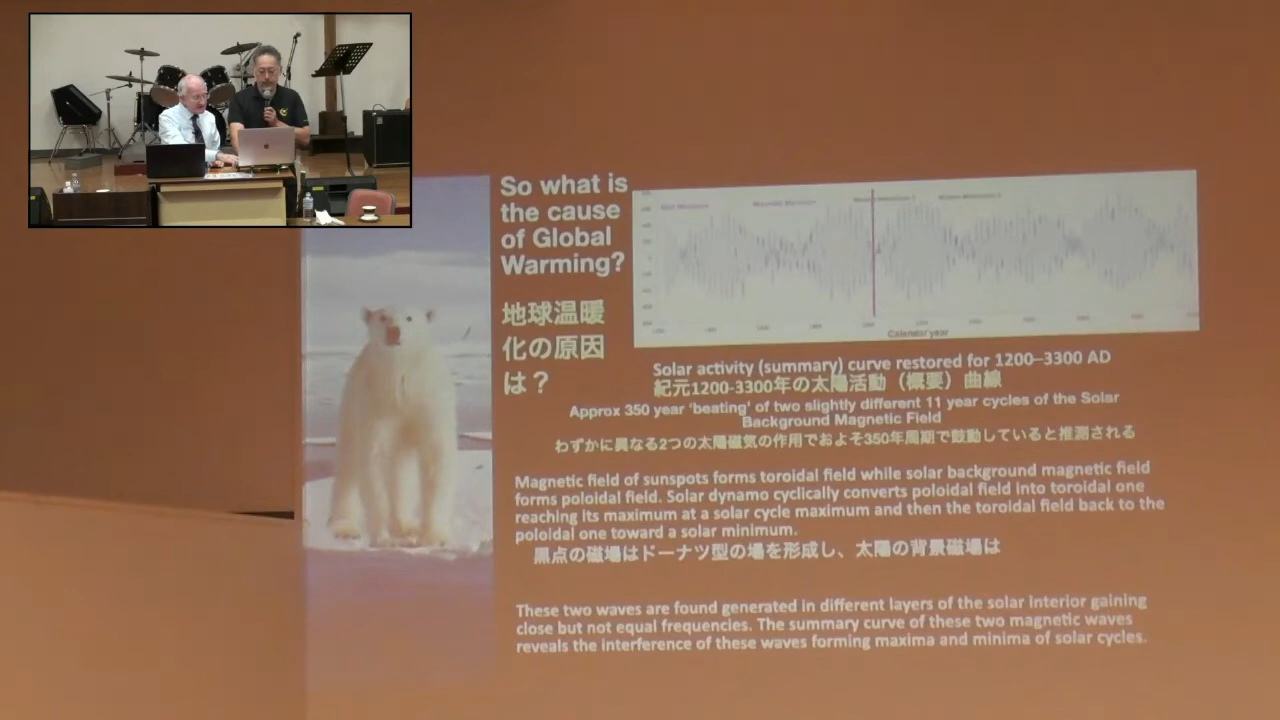 So what is
the cause
of Global
Warming?
地球温暖
化の原因
は？
Calendar year
Solar activity (summary) curve restored for 1200–3300 AD
紀元1200-3300年の太陽活動（概要）曲線
Approx 350 year 'beating' of two slightly different 11 year cycles of the Solar
Background Magnetic Field
わずかに異なる2つの太陽磁気の作用でおよそ350年周期で鼓動していると推測される
Magnetic field of sunspots forms toroidal field while solar background magnetic field
forms poloidal field. Solar dynamo cyclically converts poloidal field into toroidal one
reaching its maximum at a solar cycle maximum and then the toroidal field back to the
poloidal one toward a solar minimum.
黒点の磁場はドーナツ型の場を形成し、太陽の背景磁場は
These two waves are found generated in different layers of the solar interior gaining
close but not equal frequencies. The summary curve of these two magnetic waves
reveals the interference of these waves forming maxima and minima of solar cycles.